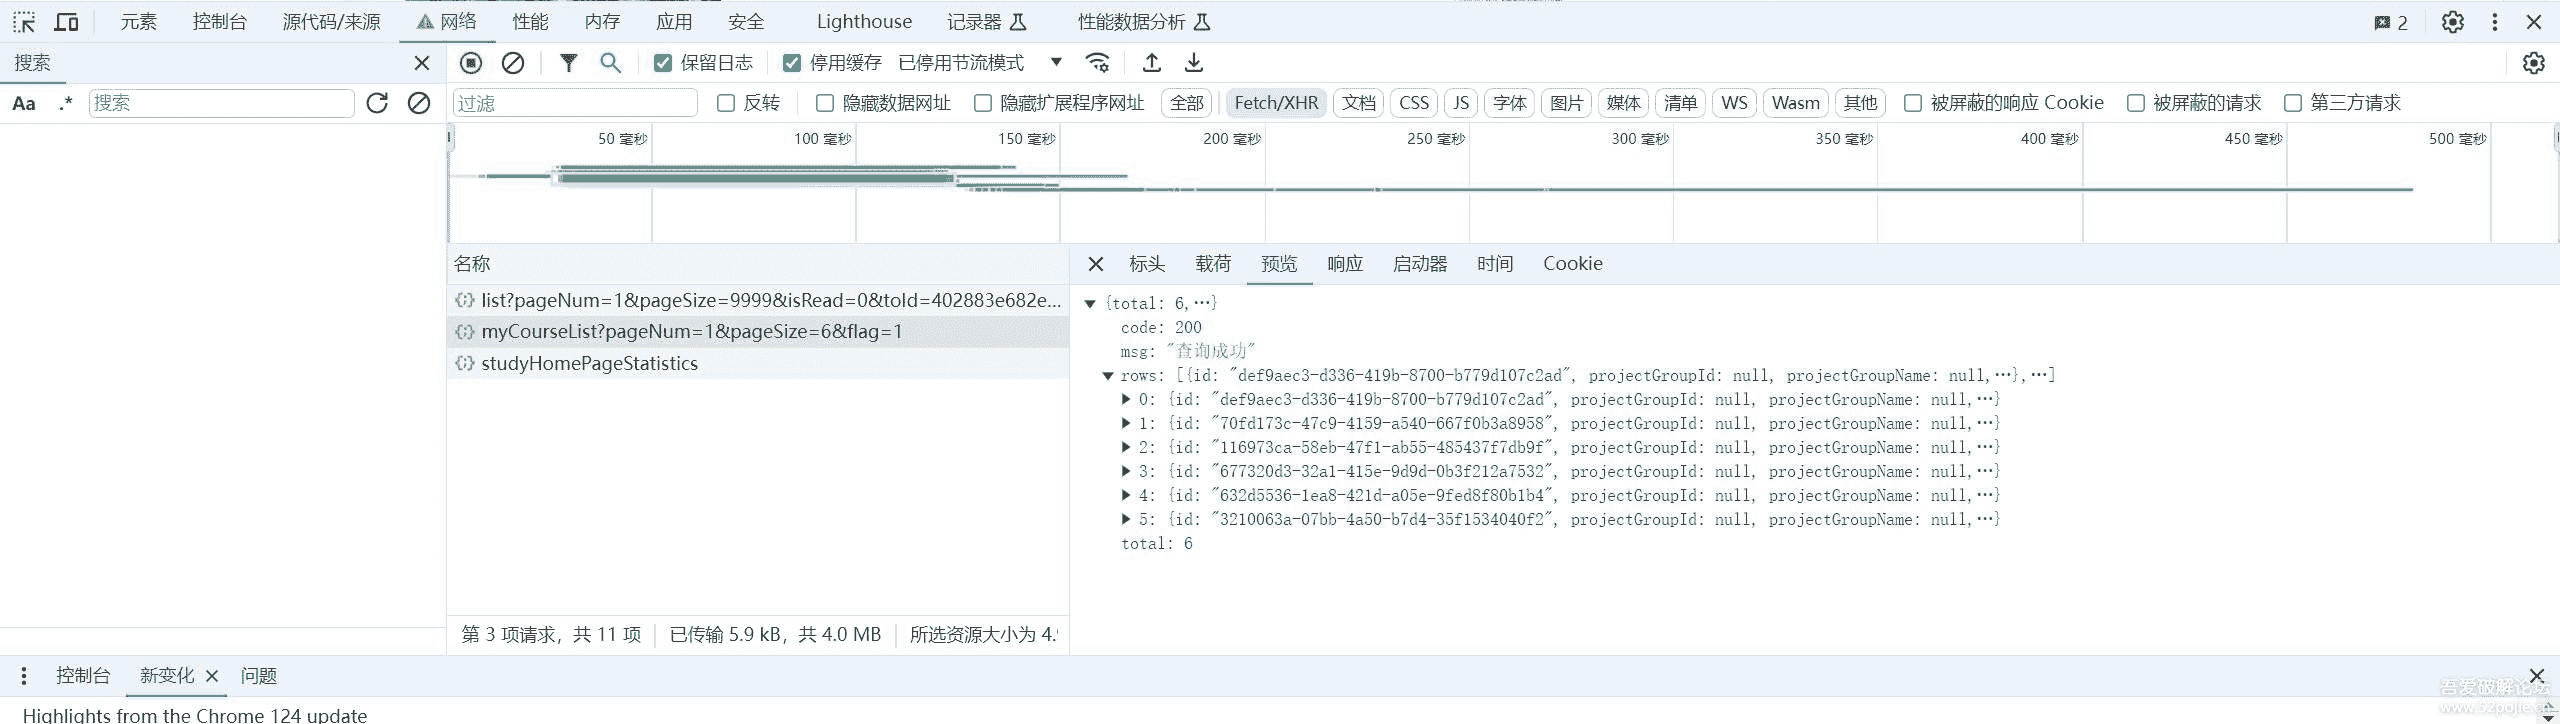 元素 控制台 源代码/来源 网络 性能 内存 应用 安全 Lighthouse 记录器 性能数据分析 2
搜索
保留日志 停用缓存 已停用节流模式
Aa .* 搜索
过滤 反转 隐藏数据网址 隐藏扩展程序网址 全部 Fetch/XHR 文档 CSS JS 字体 图片 媒体 清单 WS Wasm 其他 被屏蔽的响应 Cookie 被屏蔽的请求 第三方请求
50 毫秒 100 毫秒 150 毫秒 200 毫秒 250 毫秒 300 毫秒 350 毫秒 400 毫秒 450 毫秒 500 毫秒
名称
list?pageNum=1&pageSize=9999&isRead=0&toId=402883e682e...
myCourseList?pageNum=1&pageSize=6&flag=1
studyHomePageStatistics
第 3 项请求，共 11 项 已传输 5.9 kB，共 4.0 MB 所选资源大小为 4.
标头 载荷 预览 响应 启动器 时间 Cookie
{total: 6,…}
code: 200
msg: "查询成功"
rows: [{id: "def9aec3-d336-419b-8700-b779d107c2ad", projectGroupId: null, projectGroupName: null,…},…]
0: {id: "def9aec3-d336-419b-8700-b779d107c2ad", projectGroupId: null, projectGroupName: null,…}
1: {id: "70fd173c-47c9-4159-a540-667f0b3a8958", projectGroupId: null, projectGroupName: null,…}
2: {id: "116973ca-58eb-47f1-ab55-485437f7db9f", projectGroupId: null, projectGroupName: null,…}
3: {id: "677320d3-32a1-415e-9d9d-0b3f212a7532", projectGroupId: null, projectGroupName: null,…}
4: {id: "632d5536-1ea8-421d-a05e-9fed8f80b1b4", projectGroupId: null, projectGroupName: null,…}
5: {id: "3210063a-07bb-4a50-b7d4-35f1534040f2", projectGroupId: null, projectGroupName: null,…}
total: 6
控制台 新变化 问题
Highlights from the Chrome 124 update
吾爱破解论坛
www.52pojie.cn